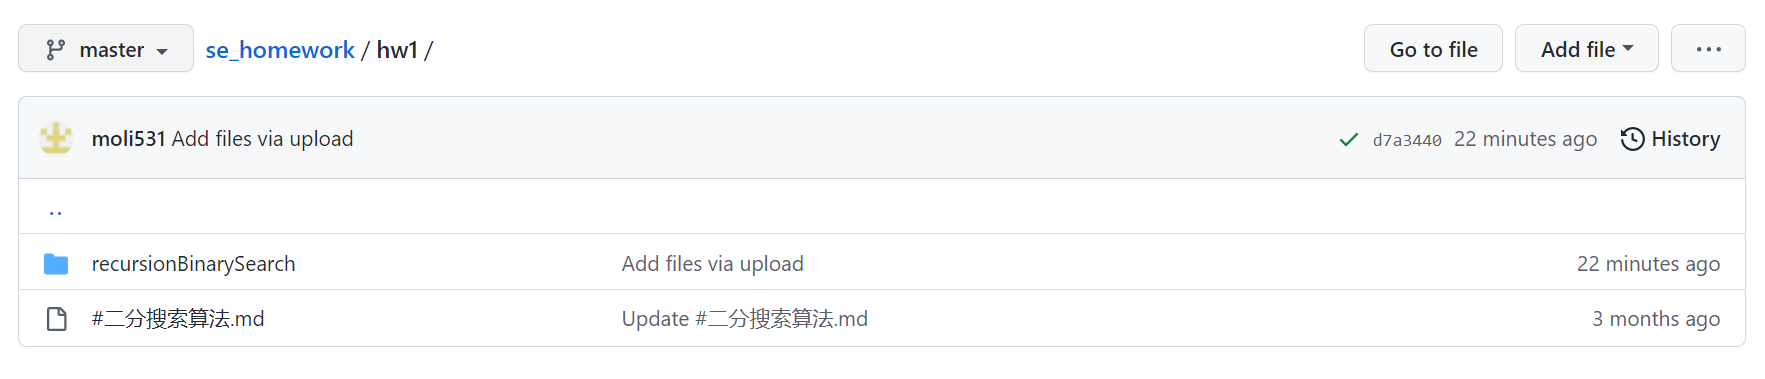 master se_homework / hw1 / Go to file Add file ...
moli531 Add files via upload d7a3440 22 minutes ago History
..
recursionBinarySearch Add files via upload 22 minutes ago
#二分搜索算法.md Update #二分搜索算法.md 3 months ago